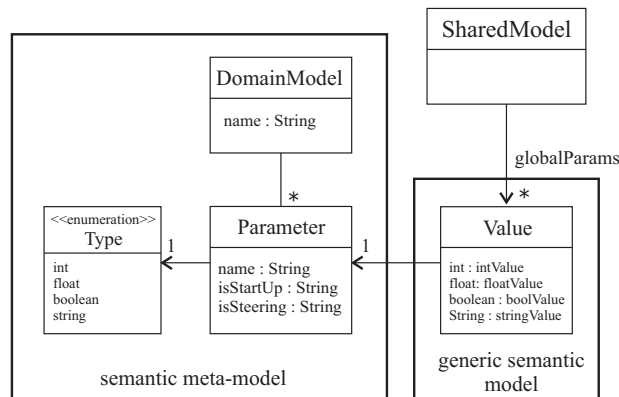 SharedModel
DomainModel
name : String
globalParams
*
*
<<enumeration>>
Type
int
float
boolean
string
1
Parameter
name : String
isStartUp : String
isSteering : String
1
Value
int : intValue
float: floatValue
boolean : boolValue
String : stringValue
semantic meta-model
generic semantic
model